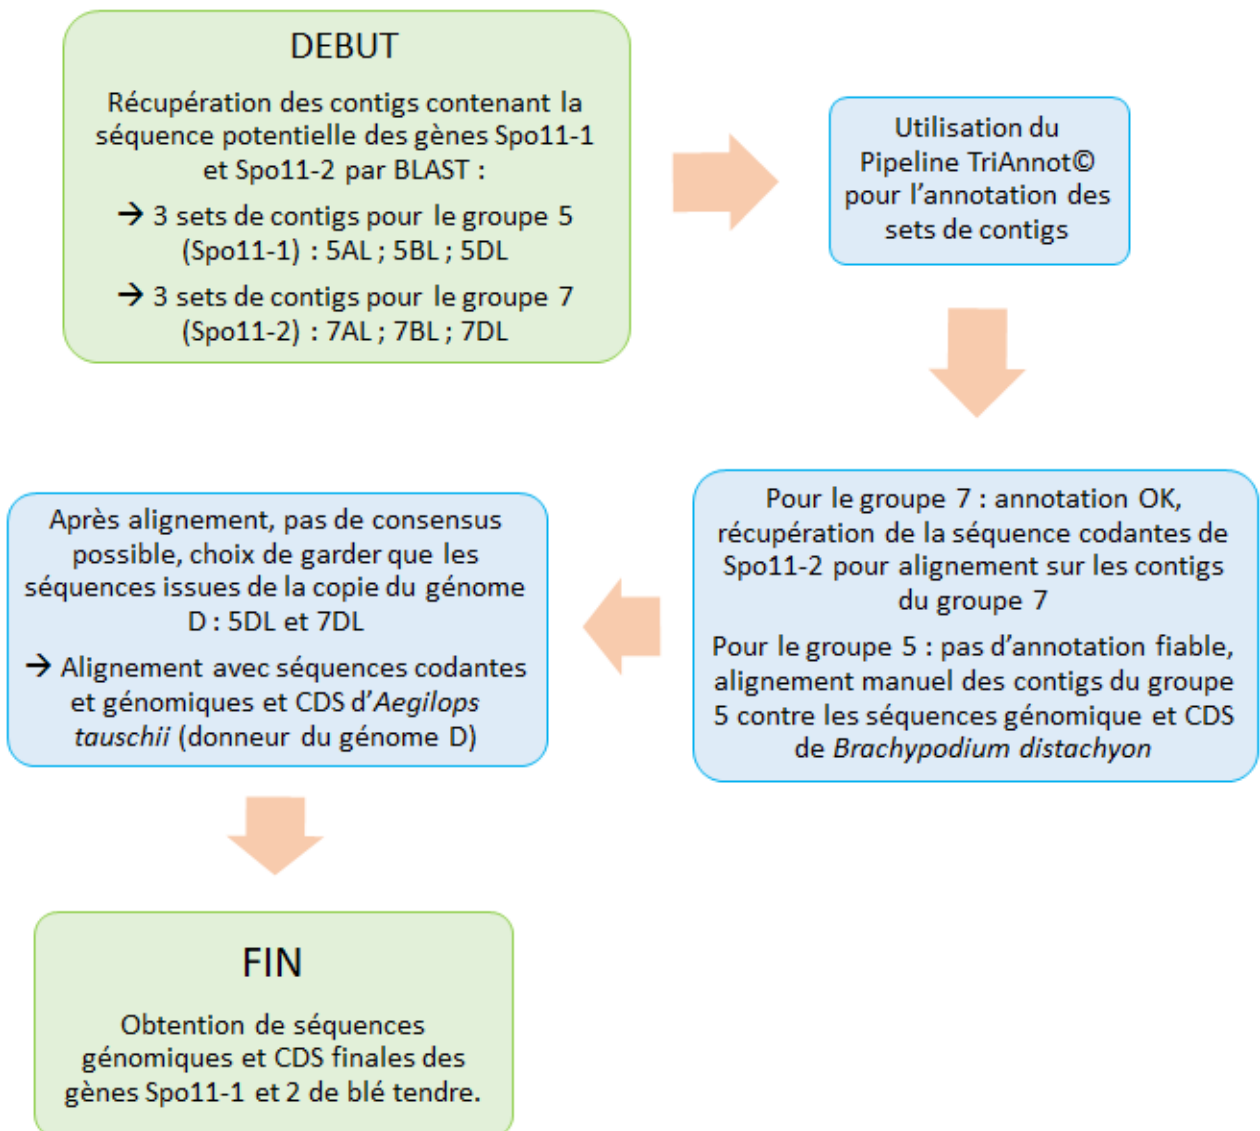 DEBUT
Récupération des contigs contenant la
séquence potentielle des gènes Spo11-1
et Spo11-2 par BLAST :
→ 3 sets de contigs pour le groupe 5
(Spo11-1) : 5AL ; 5BL ; 5DL
→ 3 sets de contigs pour le groupe 7
(Spo11-2) : 7AL ; 7BL ; 7DL
Utilisation du
Pipeline TriAnnot©
pour l’annotation des
sets de contigs
Pour le groupe 7 : annotation OK,
récupération de la séquence codantes de
Spo11-2 pour alignement sur les contigs
du groupe 7
Pour le groupe 5 : pas d’annotation fiable,
alignement manuel des contigs du groupe
5 contre les séquences génomique et CDS
de Brachypodium distachyon
Après alignement, pas de consensus
possible, choix de garder que les
séquences issues de la copie du génome
D : 5DL et 7DL
→ Alignement avec séquences codantes
et génomiques et CDS d’Aegilops
tauschii (donneur du génome D)
FIN
Obtention de séquences
génomiques et CDS finales des
gènes Spo11-1 et 2 de blé tendre.